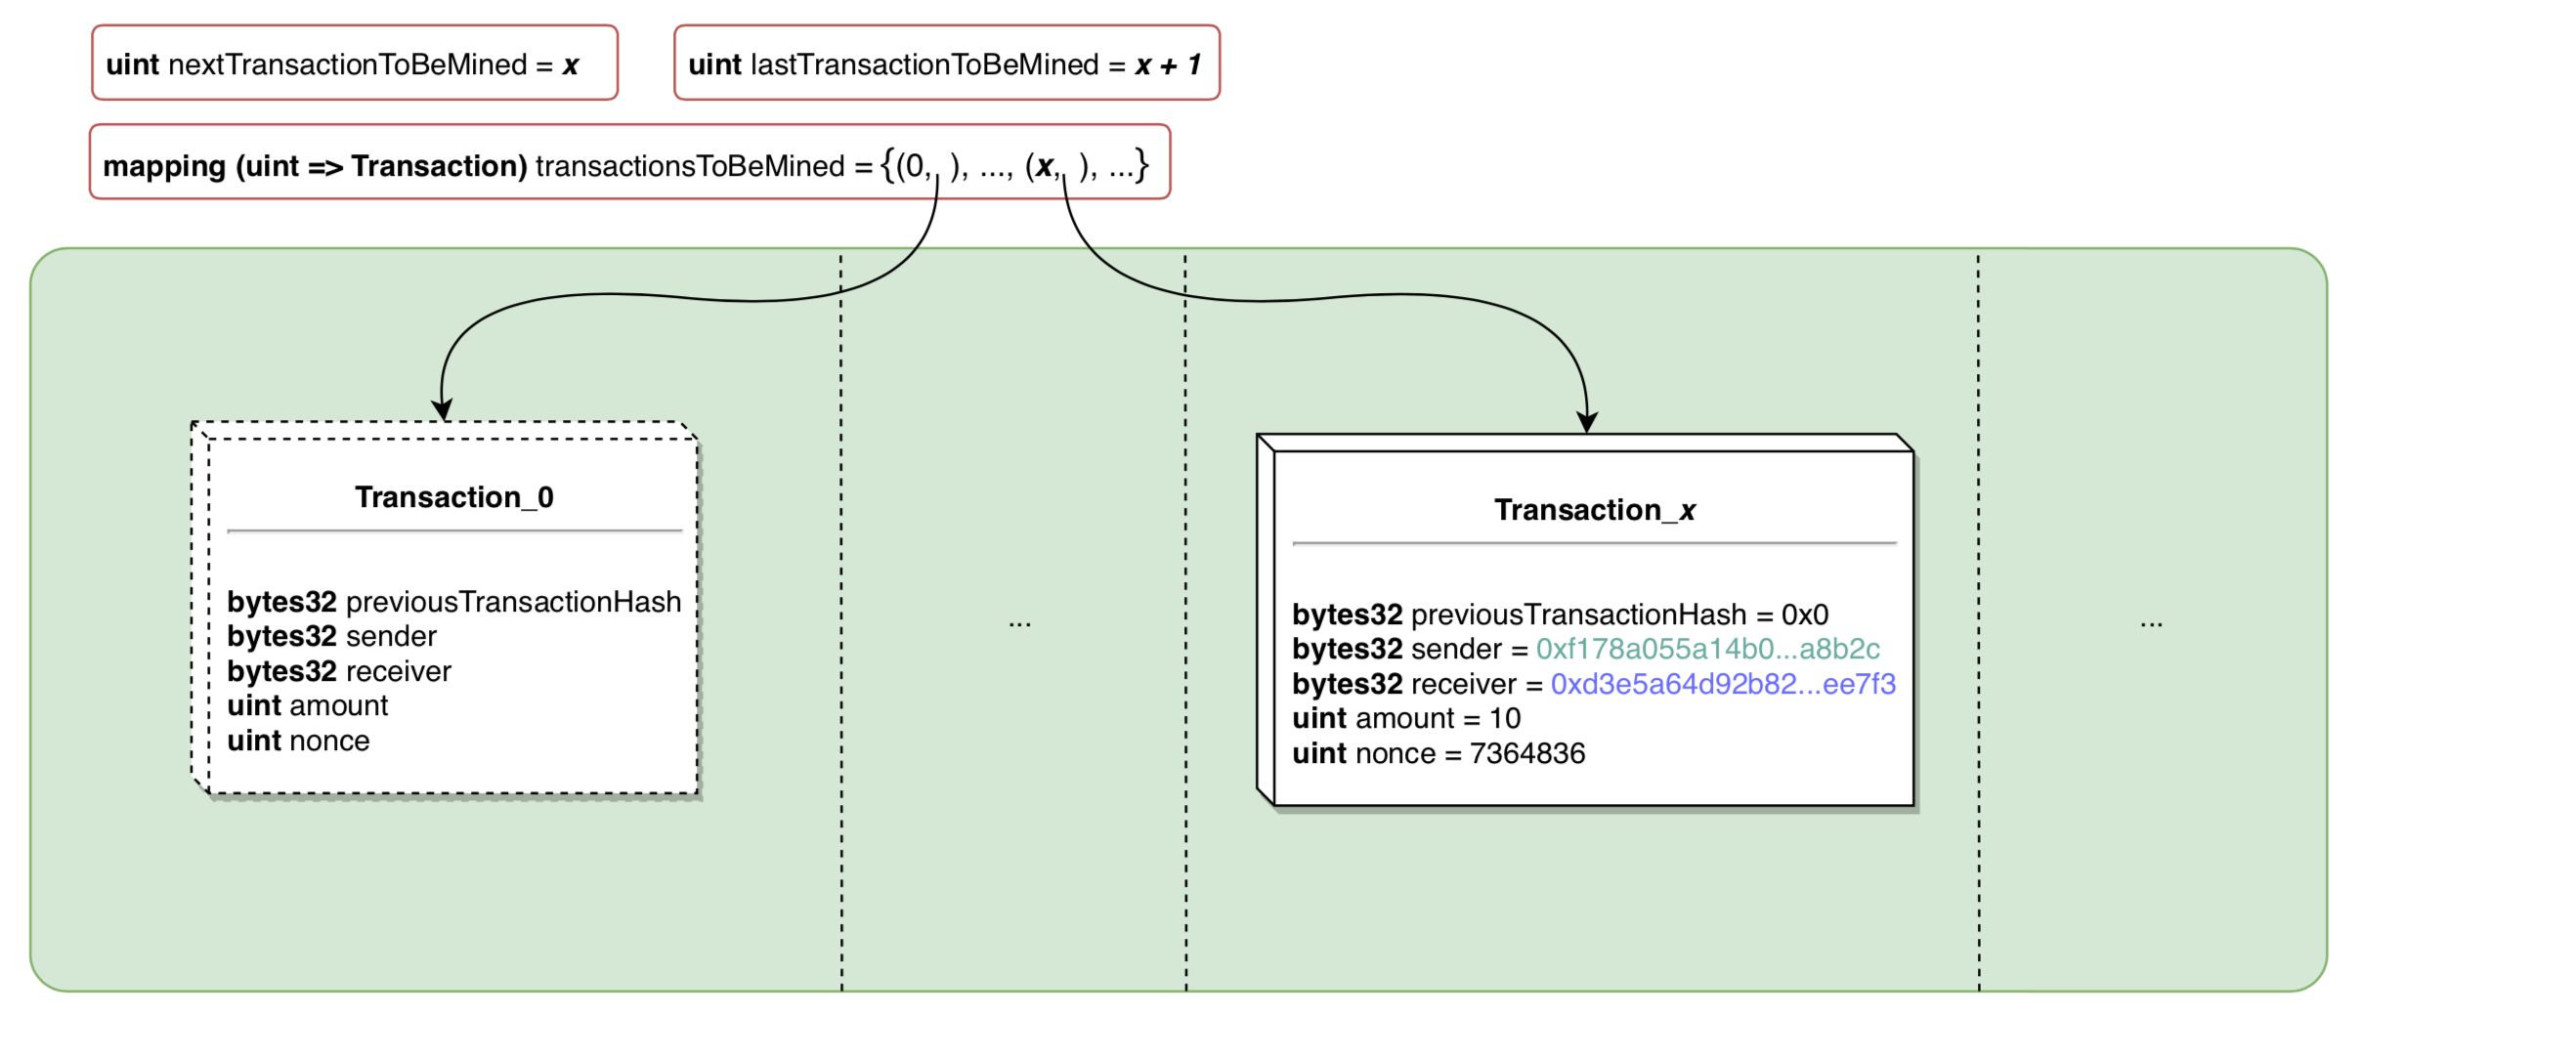 uint nextTransactionToBeMined = x
uint lastTransactionToBeMined = x + 1
mapping (uint => Transaction) transactionsToBeMined = {(0, ), ..., (x, ), ...}
Transaction_0
bytes32 previousTransactionHash
bytes32 sender
bytes32 receiver
uint amount
uint nonce
...
Transaction_x
bytes32 previousTransactionHash = 0x0
bytes32 sender = 0xf178a055a14b0...a8b2c
bytes32 receiver = 0xd3e5a64d92b82...ee7f3
uint amount = 10
uint nonce = 7364836
...